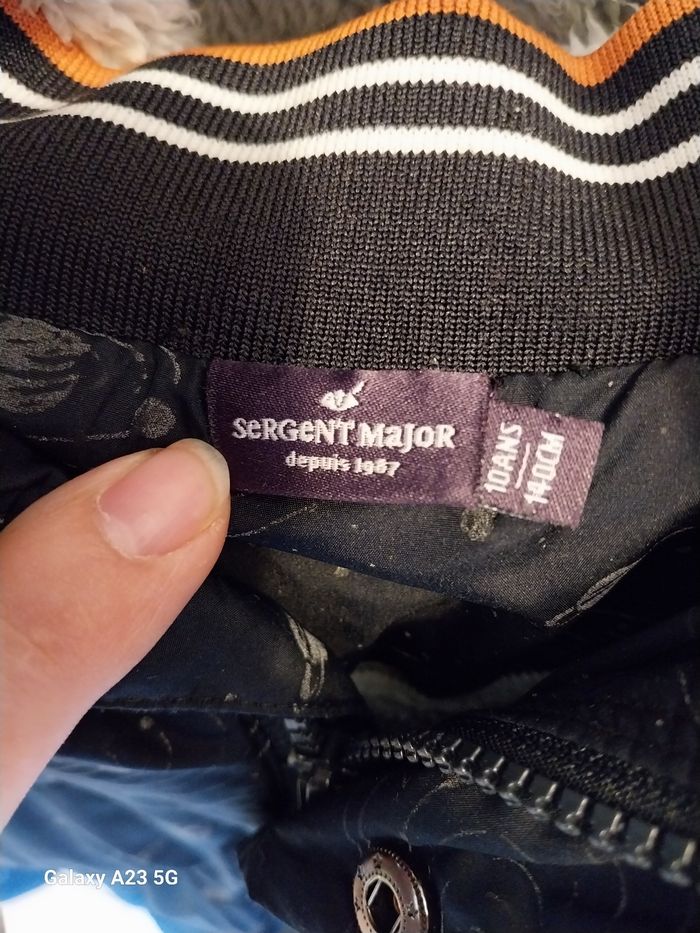 SeRGeNT MaJoR
depuis 1987
10ANS
140CM
Galaxy A23 5G